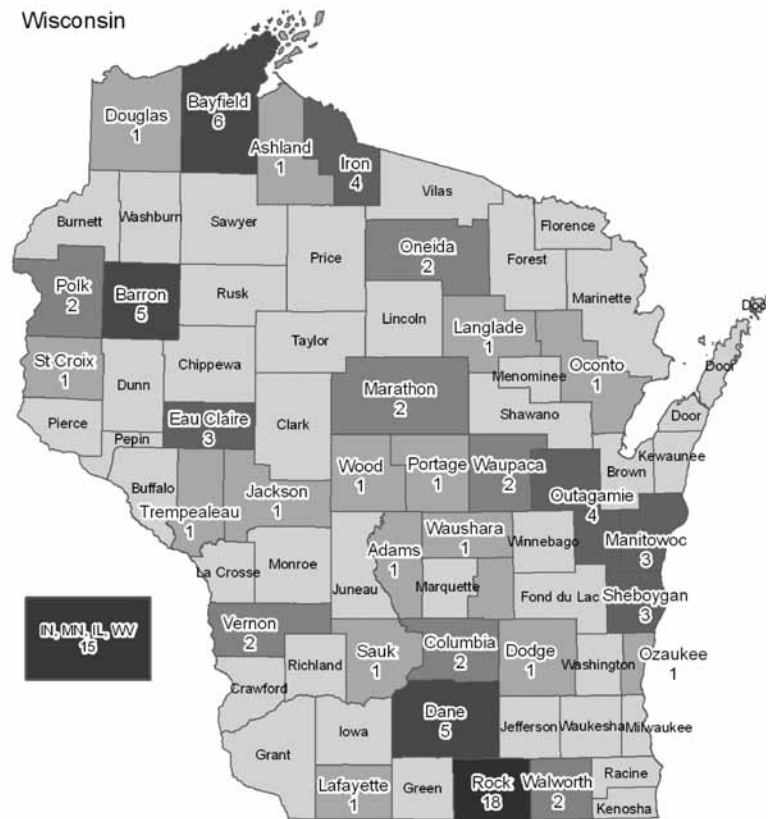 Wisconsin
Douglas
1
Bayfield
6
Ashland
1
Iron
4
Vilas
Burnett
Washburn
Sawyer
Price
Oneida
2
Forest
Florence
Marinette
Polk
2
Barron
5
Rusk
Taylor
Lincoln
Langlade
1
Oconto
1
Menominee
Door
Door
Door
St Croix
1
Dunn
Chippewa
Clark
Marathon
2
Shawano
Pierce
Pepin
Eau Claire
3
Buffalo
Trempealeau
1
Jackson
1
Wood
1
Portage
1
Waupaca
2
Outagamie
4
Brown
Kewaunee
Manitowoc
3
La Crosse
Monroe
Juneau
Adams
1
Waushara
1
Marquette
Winnebago
Fond du Lac
Sheboygan
3
IN, MN, IL, WV
15
Vernon
2
Crawford
Richland
Sauk
1
Columbia
2
Dodge
1
Washington
Ozaukee
1
Grant
Iowa
Dane
5
Jefferson
Waukesha
Milwaukee
Lafayette
1
Green
Rock
18
Walworth
2
Racine
Kenosha